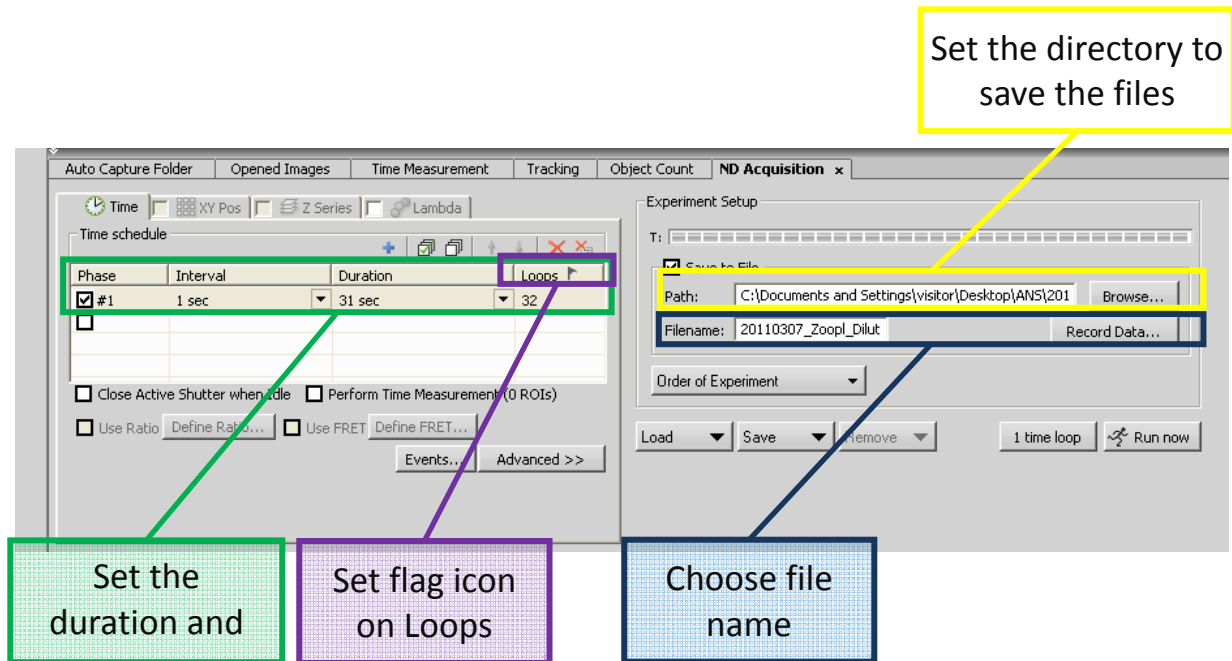 Set the directory to
save the files
Auto Capture Folder Opened Images Time Measurement Tracking Object Count ND Acquisition x
Time XY Pos Z Series Lambda
Experiment Setup
Time schedule
T:
Save to File
Phase Interval Duration Loops
#1 1 sec 31 sec 32
Path: C:\Documents and Settings\visitor\Desktop\ANS\201 Browse...
Filename: 20110307_Zoopl_Dilut Record Data...
Close Active Shutter when Idle Perform Time Measurement (0 ROIs)
Order of Experiment
Use Ratio Define Ratio... Use FRET Define FRET...
Load Save Remove 1 time loop Run now
Events... Advanced >>
Set the
duration and
Set flag icon
on Loops
Choose file
name